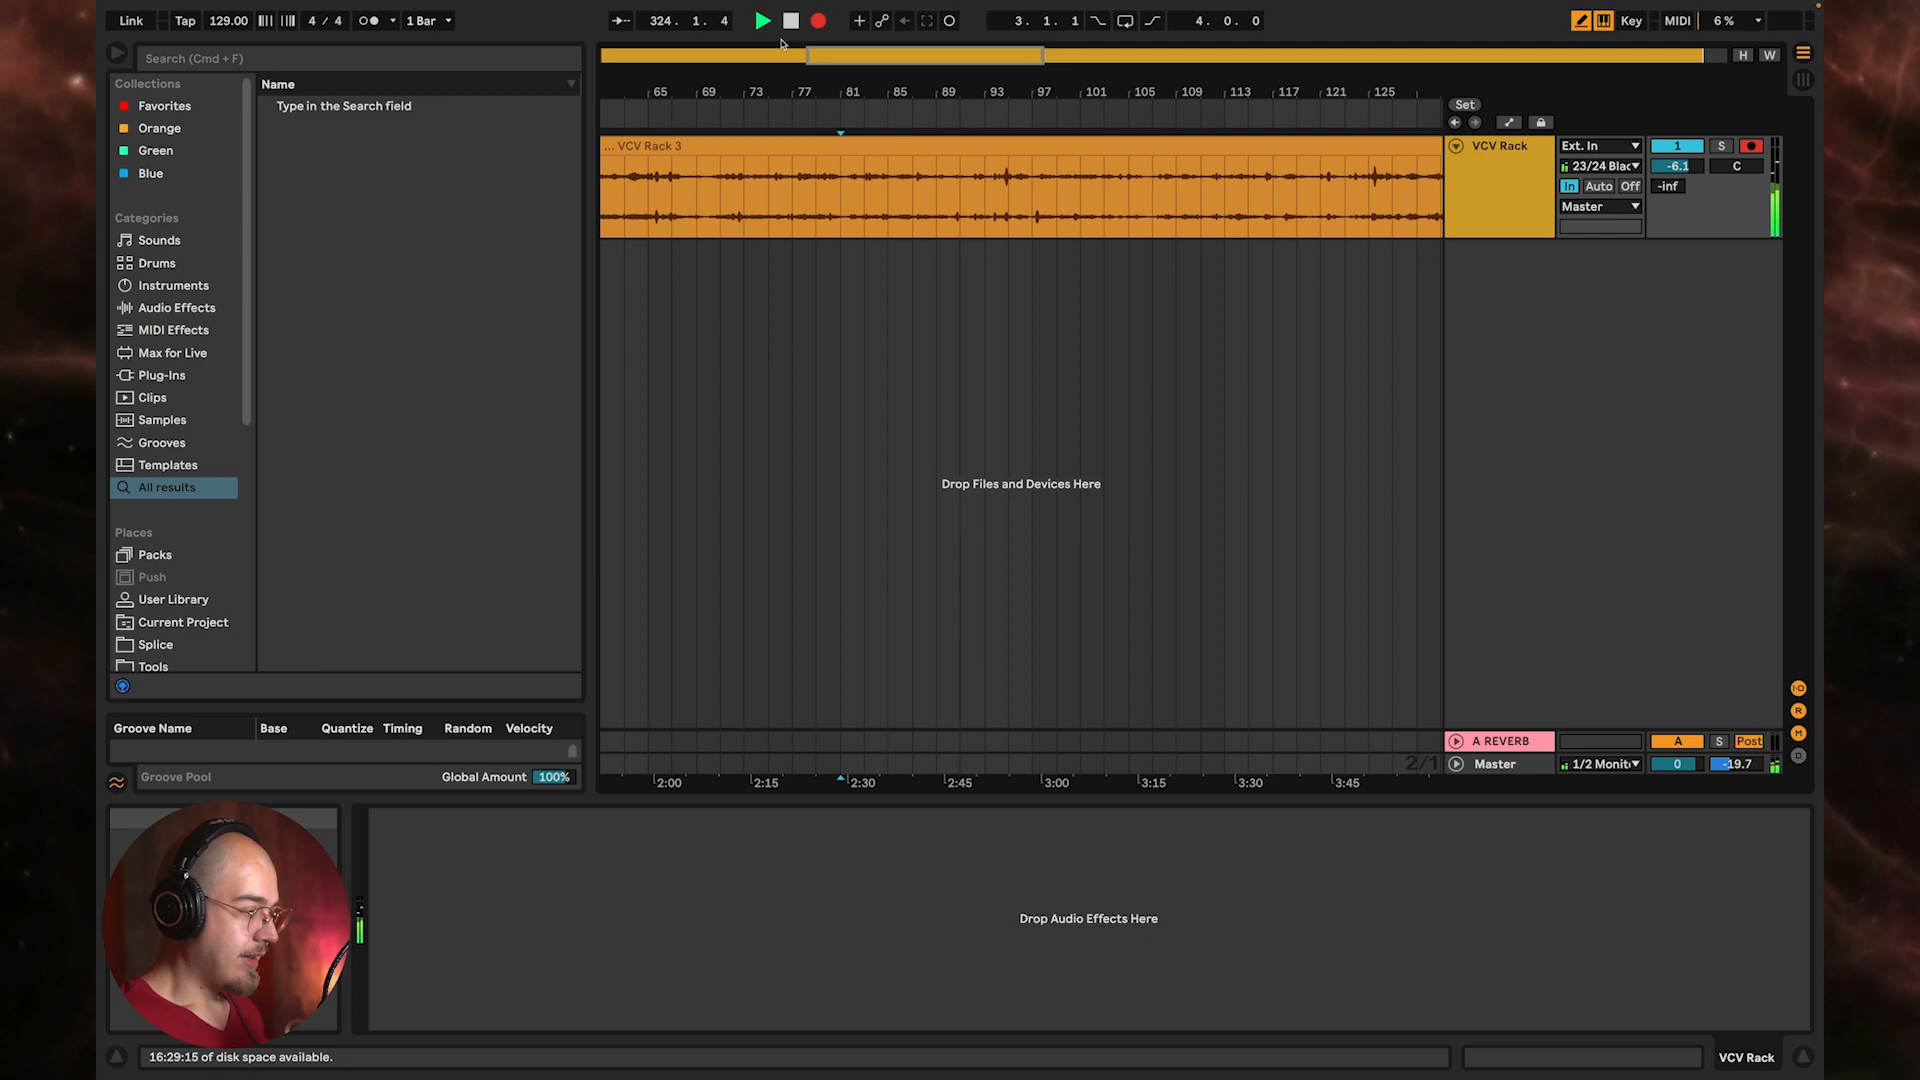 Link Tap 129.00 4 / 4 1 Bar 324. 1. 4 3. 1. 1 4. 0. 0 Key MIDI 6 %
Search (Cmd + F)
H W
Collections
Favorites
Orange
Green
Blue
Categories
Sounds
Drums
Instruments
Audio Effects
MIDI Effects
Max for Live
Plug-Ins
Clips
Samples
Grooves
Templates
All results
Places
Packs
Push
User Library
Current Project
Splice
Tools
Name
Type in the Search field
65 69 73 77 81 85 89 93 97 101 105 109 113 117 121 125
Set
... VCV Rack 3
VCV Rack Ext. In 1 S
23/24 Blac -6.1 C
In Auto Off -inf
Master
Drop Files and Devices Here
I·O
R
M
D
A REVERB A S Post
2/1
Master 1/2 Monit 0 -19.7
2:00 2:15 2:30 2:45 3:00 3:15 3:30 3:45
Groove Name Base Quantize Timing Random Velocity
Groove Pool Global Amount 100%
Drop Audio Effects Here
16:29:15 of disk space available.
VCV Rack